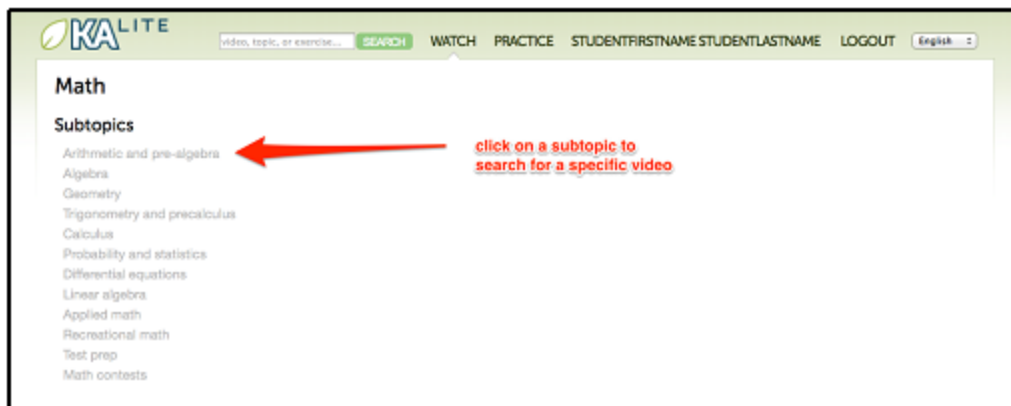 KALITE
video, topic, or exercise... SEARCH WATCH PRACTICE STUDENTFIRSTNAME STUDENTLASTNAME LOGOUT English
Math
Subtopics
Arithmetic and pre-algebra
click on a subtopic to
search for a specific video
Algebra
Geometry
Trigonometry and precalculus
Calculus
Probability and statistics
Differential equations
Linear algebra
Applied math
Recreational math
Test prep
Math contests